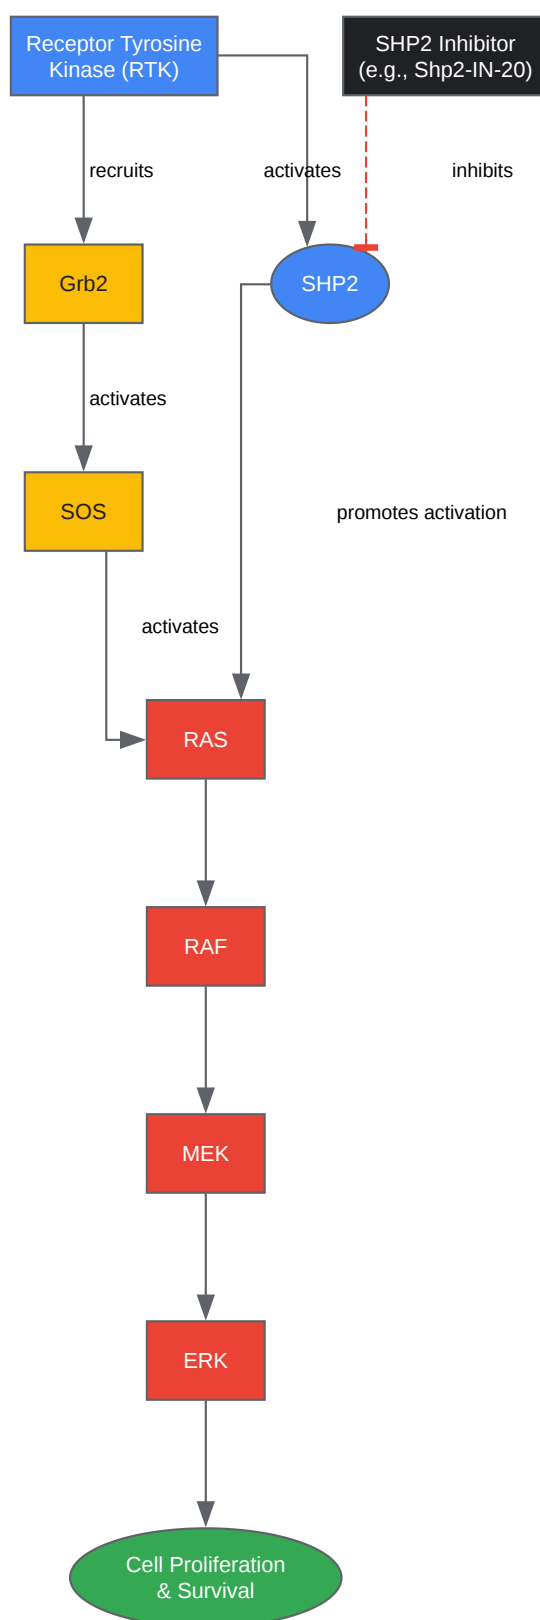 Receptor Tyrosine
Kinase (RTK)
SHP2 Inhibitor
(e.g., Shp2-IN-20)
recruits
activates
inhibits
Grb2
SHP2
activates
SOS
promotes activation
activates
RAS
RAF
MEK
ERK
Cell Proliferation
& Survival